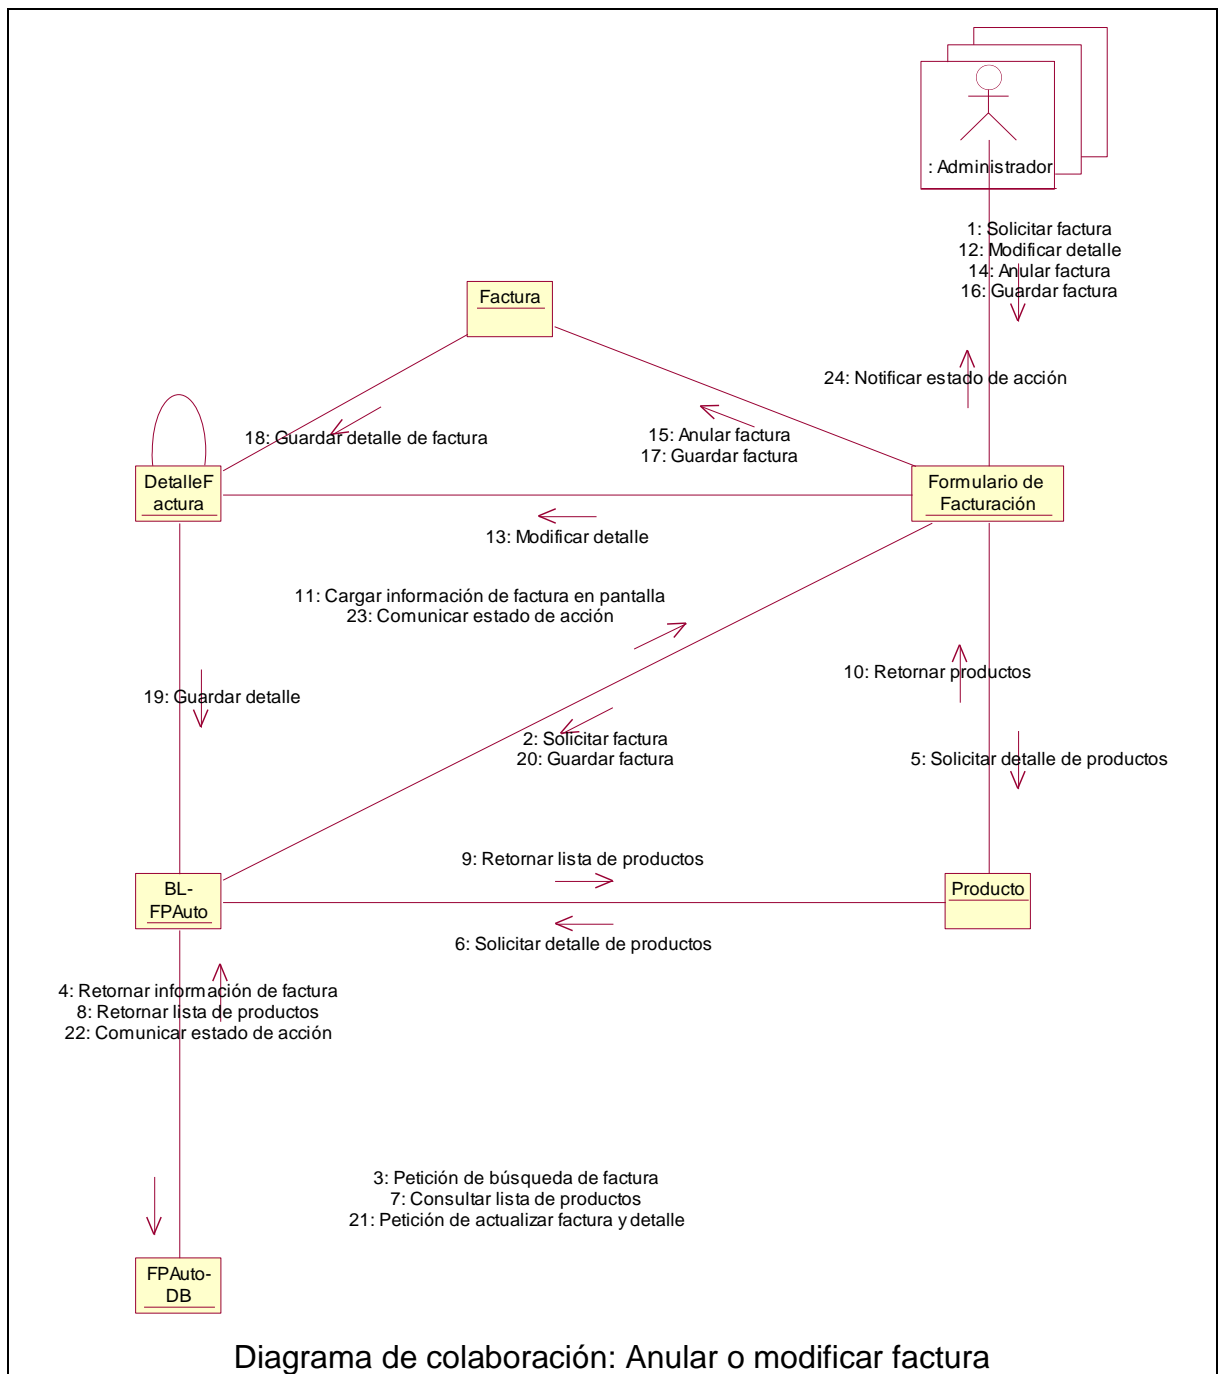 : Administrador
1: Solicitar factura
12: Modificar detalle
14: Anular factura
16: Guardar factura
Factura
24: Notificar estado de acción
18: Guardar detalle de factura
15: Anular factura
17: Guardar factura
DetalleF
actura
Formulario de
Facturación
13: Modificar detalle
11: Cargar información de factura en pantalla
23: Comunicar estado de acción
10: Retornar productos
19: Guardar detalle
2: Solicitar factura
20: Guardar factura
5: Solicitar detalle de productos
9: Retornar lista de productos
BL-
FPAuto
Producto
6: Solicitar detalle de productos
4: Retornar información de factura
8: Retornar lista de productos
22: Comunicar estado de acción
3: Petición de búsqueda de factura
7: Consultar lista de productos
21: Petición de actualizar factura y detalle
FPAuto-
DB
Diagrama de colaboración: Anular o modificar factura